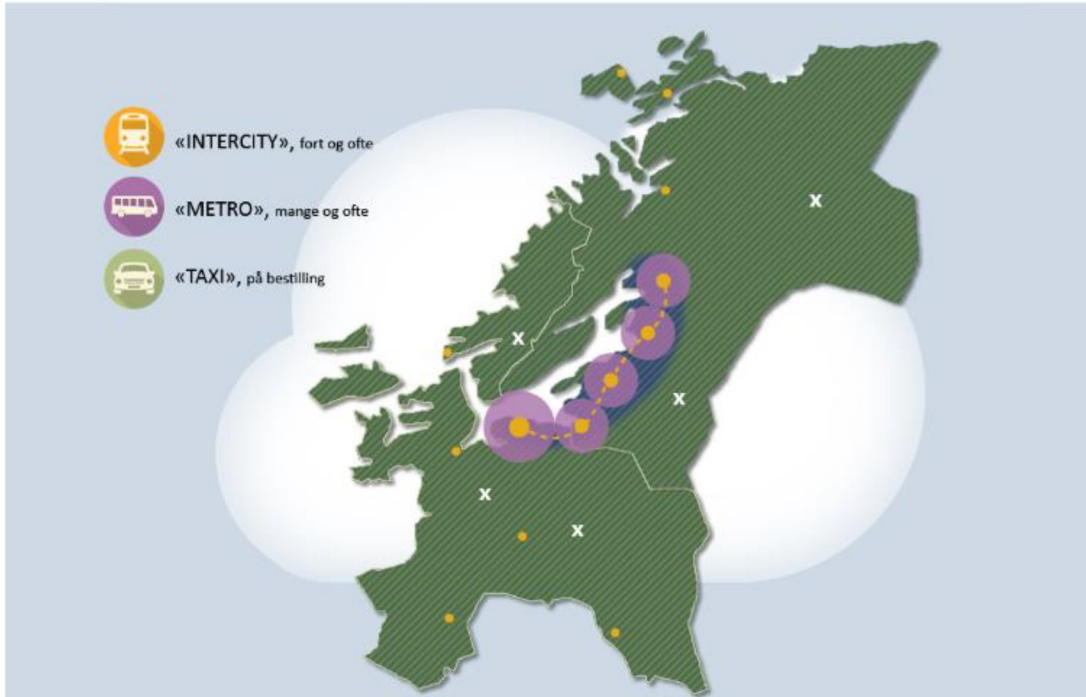 «INTERCITY», fort og ofte
«METRO», mange og ofte
«TAXI», på bestilling
X
X
X
X
X